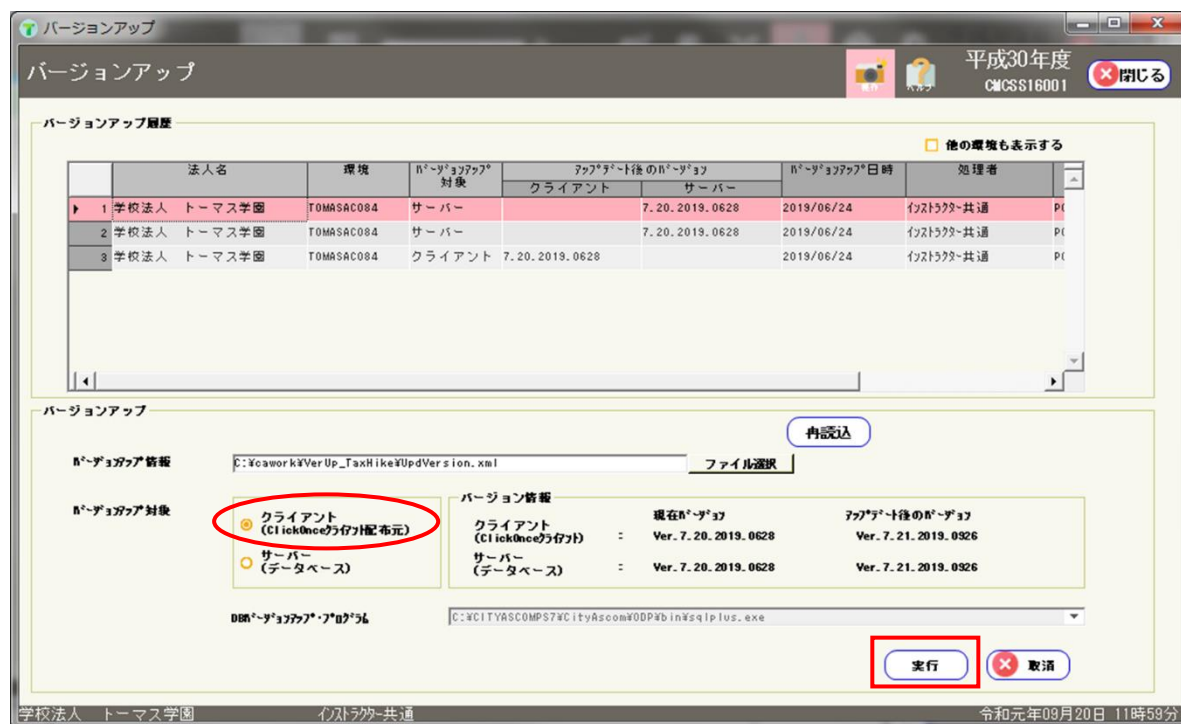 バージョンアップ
バージョンアップ
平成30年度
CMCSS16001
閉じる
ヘルプ
バージョンアップ履歴
他の環境も表示する
法人名 環境 ﾊﾞｰｼﾞｮﾝｱｯﾌﾟ対象 ｱｯﾌﾟﾃﾞｰﾄ後のﾊﾞｰｼﾞｮﾝ ﾊﾞｰｼﾞｮﾝｱｯﾌﾟ日時 処理者
クライアント サーバー
1 学校法人 トーマス学園 TOMASAC084 サーバー 7.20.2019.0628 2019/06/24 ｲﾝｽﾄﾗｸﾀｰ共通
2 学校法人 トーマス学園 TOMASAC084 サーバー 7.20.2019.0628 2019/06/24 ｲﾝｽﾄﾗｸﾀｰ共通
3 学校法人 トーマス学園 TOMASAC084 クライアント 7.20.2019.0628 2019/06/24 ｲﾝｽﾄﾗｸﾀｰ共通
バージョンアップ
再読込
ﾊﾞｰｼﾞｮﾝｱｯﾌﾟ情報 C:¥cawork¥VerUp_TaxHike¥UpdVersion.xml ファイル選択
ﾊﾞｰｼﾞｮﾝｱｯﾌﾟ対象
クライアント
(ClickOnceｸﾗｲｱﾝﾄ配布元)
サーバー
(データベース)
バージョン情報
現在ﾊﾞｰｼﾞｮﾝ ｱｯﾌﾟﾃﾞｰﾄ後のﾊﾞｰｼﾞｮﾝ
クライアント
(ClickOnceｸﾗｲｱﾝﾄ) : Ver.7.20.2019.0628 Ver.7.21.2019.0926
サーバー
(データベース) : Ver.7.20.2019.0628 Ver.7.21.2019.0926
DBﾊﾞｰｼﾞｮﾝｱｯﾌﾟ･ﾌﾟﾛｸﾞﾗﾑ C:¥CITYASCOMPS7¥CityAscom¥ODP¥bin¥sqlplus.exe
実行 取消
学校法人 トーマス学園 ｲﾝｽﾄﾗｸﾀｰ共通 令和元年09月20日 11時59分